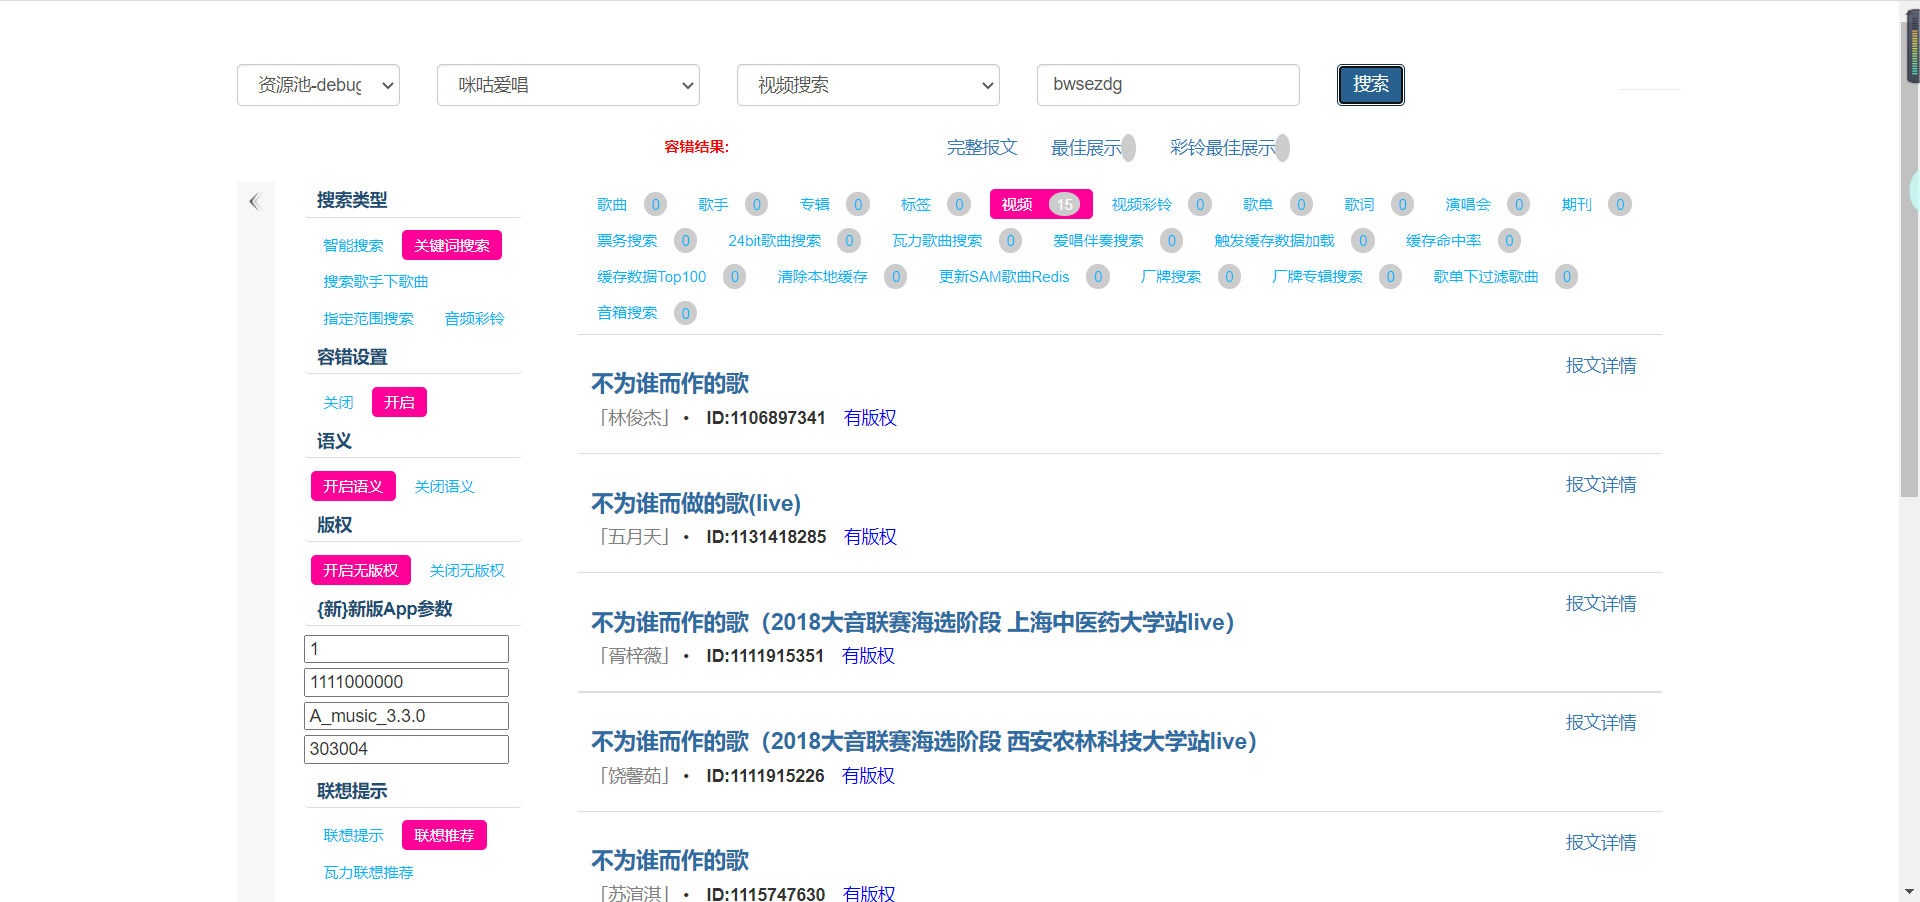 资源池-debug 咪咕爱唱 视频搜索 bwsezdg 搜索
容错结果: 完整报文 最佳展示 彩铃最佳展示
搜索类型
智能搜索 关键词搜索
搜索歌手下歌曲
指定范围搜索 音频彩铃
容错设置
关闭 开启
语义
开启语义 关闭语义
版权
开启无版权 关闭无版权
{新}新版App参数
1
1111000000
A_music_3.3.0
303004
联想提示
联想提示 联想推荐
瓦力联想推荐
歌曲 0 歌手 0 专辑 0 标签 0 视频 15 视频彩铃 0 歌单 0 歌词 0 演唱会 0 期刊 0
票务搜索 0 24bit歌曲搜索 0 瓦力歌曲搜索 0 爱唱伴奏搜索 0 触发缓存数据加载 0 缓存命中率 0
缓存数据Top100 0 清除本地缓存 0 更新SAM歌曲Redis 0 厂牌搜索 0 厂牌专辑搜索 0 歌单下过滤歌曲 0
音箱搜索 0
报文详情
不为谁而作的歌
「林俊杰」 • ID:1106897341 有版权
报文详情
不为谁而做的歌(live)
「五月天」 • ID:1131418285 有版权
报文详情
不为谁而作的歌（2018大音联赛海选阶段 上海中医药大学站live）
「胥梓薇」 • ID:1111915351 有版权
报文详情
不为谁而作的歌（2018大音联赛海选阶段 西安农林科技大学站live）
「饶馨茹」 • ID:1111915226 有版权
报文详情
不为谁而作的歌
「苏渲淇」 • ID:1115747630 有版权